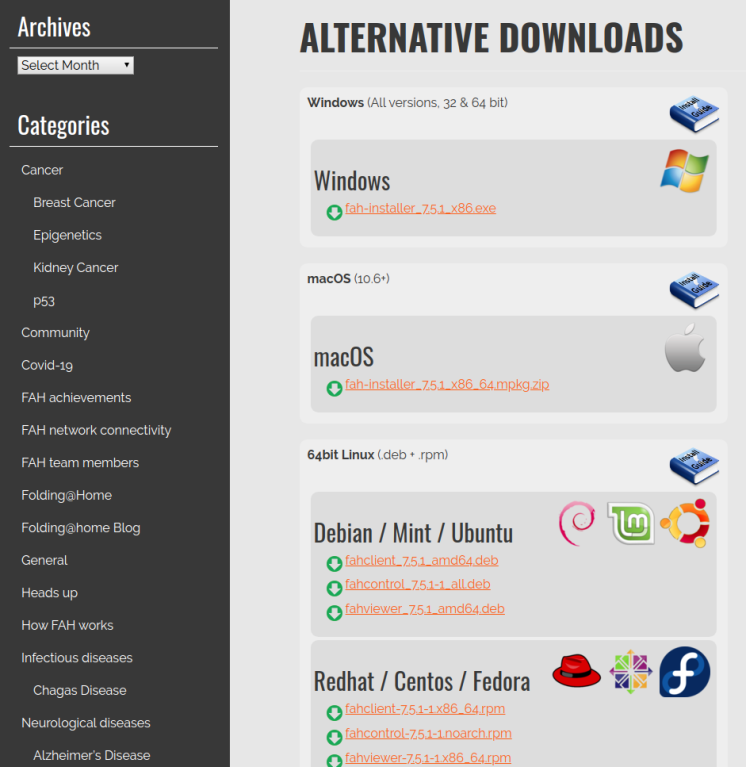 Archives
Select Month
Categories
Cancer
Breast Cancer
Epigenetics
Kidney Cancer
p53
Community
Covid-19
FAH achievements
FAH network connectivity
FAH team members
Folding@Home
Folding@home Blog
General
Heads up
How FAH works
Infectious diseases
Chagas Disease
Neurological diseases
Alzheimer's Disease
ALTERNATIVE DOWNLOADS
Windows (All versions, 32 & 64 bit)
Install Guide
Windows
fah-installer_7.5.1_x86.exe
macOS (10.6+)
Install Guide
macOS
fah-installer_7.5.1_x86_64.mpkg.zip
64bit Linux (.deb + .rpm)
Install Guide
Debian / Mint / Ubuntu
fahclient_7.5.1_amd64.deb
fahcontrol_7.5.1-1_all.deb
fahviewer_7.5.1_amd64.deb
Redhat / Centos / Fedora
fahclient-7.5.1-1.x86_64.rpm
fahcontrol-7.5.1-1.noarch.rpm
fahviewer-7.5.1-1.x86_64.rpm